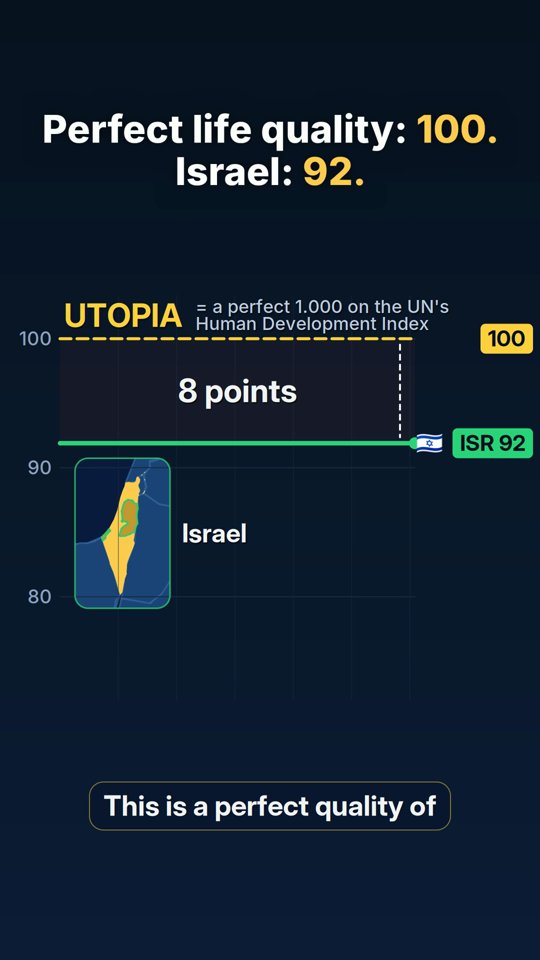 Perfect life quality: 100.
Israel: 92.
UTOPIA
= a perfect 1.000 on the UN's
Human Development Index
100
100
8 points
ISR 92
90
Israel
80
This is a perfect quality of